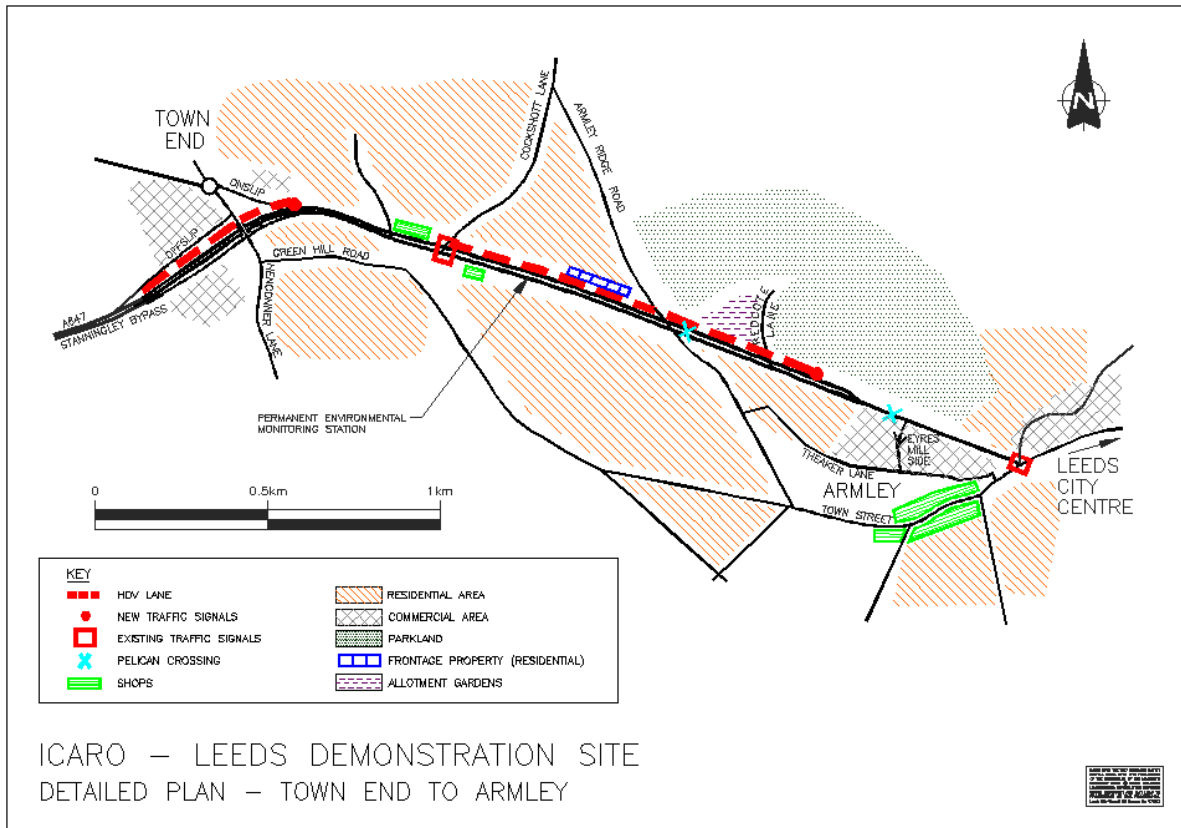 TOWN
END
ONSLIP
OFFSLIP
A647
STANNINGLEY BYPASS
GREEN HILL ROAD
HENCONNER LANE
COCKSHOTT LANE
ARMLEY RIDGE ROAD
REDCOTE
LANE
N
PERMANENT ENVIRONMENTAL
MONITORING STATION
THEAKER LANE
EYRES
MILL
SIDE
ARMLEY
TOWN STREET
LEEDS
CITY
CENTRE
0
0.5km
1km
KEY
HOV LANE
NEW TRAFFIC SIGNALS
EXISTING TRAFFIC SIGNALS
PELICAN CROSSING
SHOPS
RESIDENTIAL AREA
COMMERCIAL AREA
PARKLAND
FRONTAGE PROPERTY (RESIDENTIAL)
ALLOTMENT GARDENS
ICARO – LEEDS DEMONSTRATION SITE
DETAILED PLAN – TOWN END TO ARMLEY